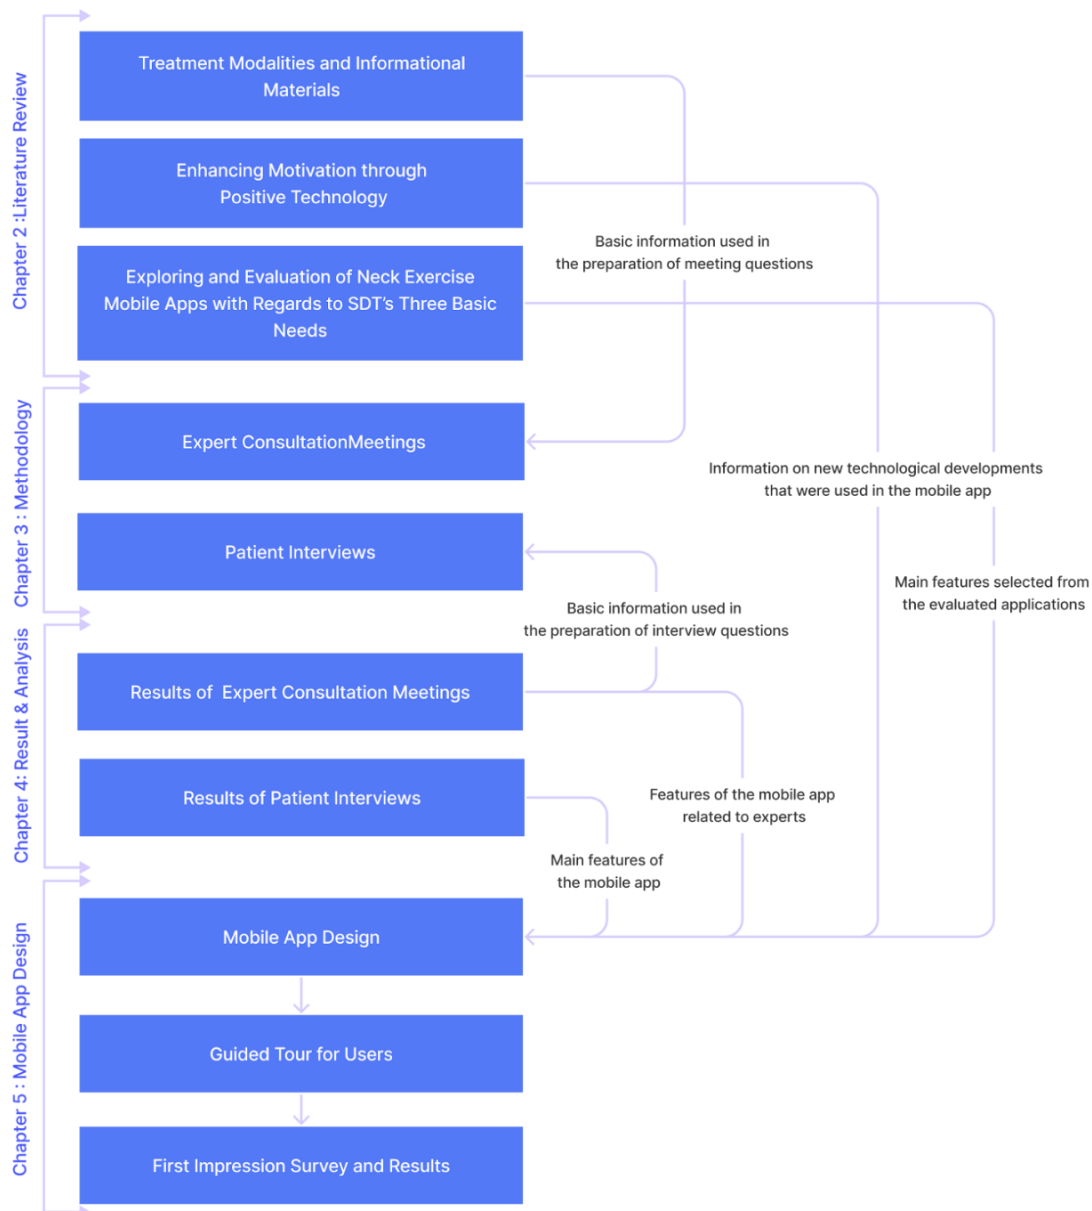 Chapter 2 :Literature Review
Treatment Modalities and Informational
Materials
Enhancing Motivation through
Positive Technology
Exploring and Evaluation of Neck Exercise
Mobile Apps with Regards to SDT's Three Basic
Needs
Basic information used in
the preparation of meeting questions
Chapter 3 : Methodology
Expert ConsultationMeetings
Patient Interviews
Information on new technological developments
that were used in the mobile app
Main features selected from
the evaluated applications
Basic information used in
the preparation of interview questions
Chapter 4: Result & Analysis
Results of  Expert Consultation Meetings
Results of Patient Interviews
Features of the mobile app
related to experts
Main features of
the mobile app
Chapter 5 : Mobile App Design
Mobile App Design
Guided Tour for Users
First Impression Survey and Results